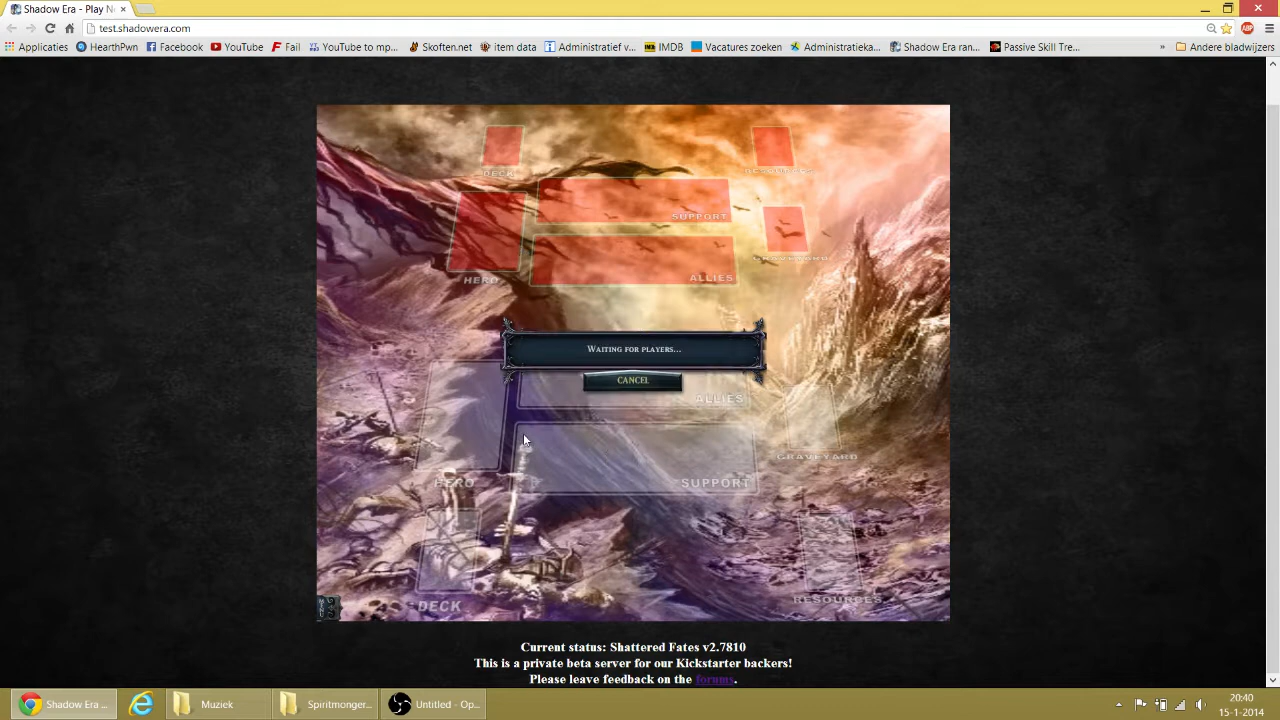 Shadow Era - Play N
test.shadowera.com
Applicaties HearthPwn Facebook YouTube Fail YouTube to mp... Skoften.net item data Administratief v... IMDB Vacatures zoeken Administratieka... Shadow Era ran... Passive Skill Tre... » Andere bladwijzers
DECK
RESOURCES
SUPPORT
GRAVEYARD
HERO
ALLIES
WAITING FOR PLAYERS...
CANCEL
ALLIES
GRAVEYARD
HERO
SUPPORT
MENU
DECK
RESOURCES
Current status: Shattered Fates v2.7810
This is a private beta server for our Kickstarter backers!
Please leave feedback on the forums.
Shadow Era ... Muziek Spiritmonger... Untitled - Op...
20:40
15-1-2014